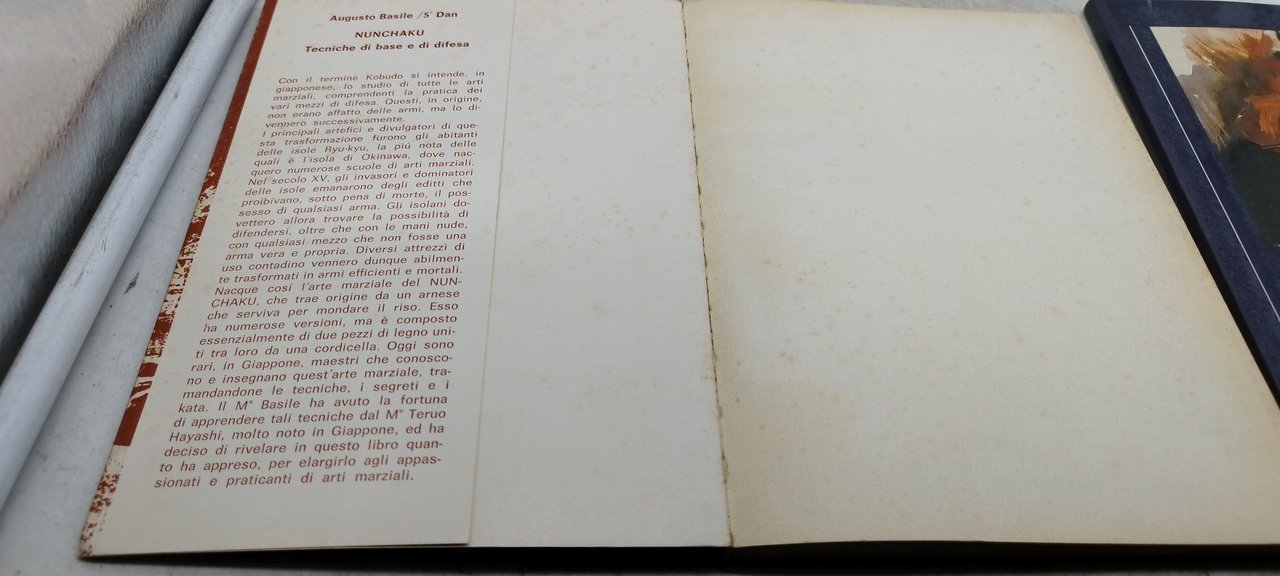 Augusto Basile /5° Dan
NUNCHAKU
Tecniche di base e di difesa
Con il termine Kobudo si intende, in
giapponese, lo studio di tutte le arti
marziali, comprendenti la pratica dei
vari mezzi di difesa. Questi, in origine,
non erano affatto delle armi, ma lo di-
vennero successivamente.
I principali artefici e divulgatori di que-
sta trasformazione furono gli abitanti
delle isole Ryu-kyu, la più nota delle
quali è l'isola di Okinawa, dove nac-
quero numerose scuole di arti marziali.
Nel secolo XV, gli invasori e dominatori
delle isole emanarono degli editti che
proibivano, sotto pena di morte, il pos-
sesso di qualsiasi arma. Gli isolani do-
vettero allora trovare la possibilità di
difendersi, oltre che con le mani nude,
con qualsiasi mezzo che non fosse una
arma vera e propria. Diversi attrezzi di
uso contadino vennero dunque abilmen-
te trasformati in armi efficienti e mortali.
Nacque così l'arte marziale del NUN-
CHAKU, che trae origine da un arnese
che serviva per mondare il riso. Esso
ha numerose versioni, ma è composto
essenzialmente di due pezzi di legno uni-
ti tra loro da una cordicella. Oggi sono
rari, in Giappone, maestri che conosco-
no e insegnano quest'arte marziale, tra-
mandandone le tecniche, i segreti e i
kata. Il M° Basile ha avuto la fortuna
di apprendere tali tecniche dal M° Teruo
Hayashi, molto noto in Giappone, ed ha
deciso di rivelare in questo libro quan-
to ha appreso, per elargirlo agli appas-
sionati e praticanti di arti marziali.